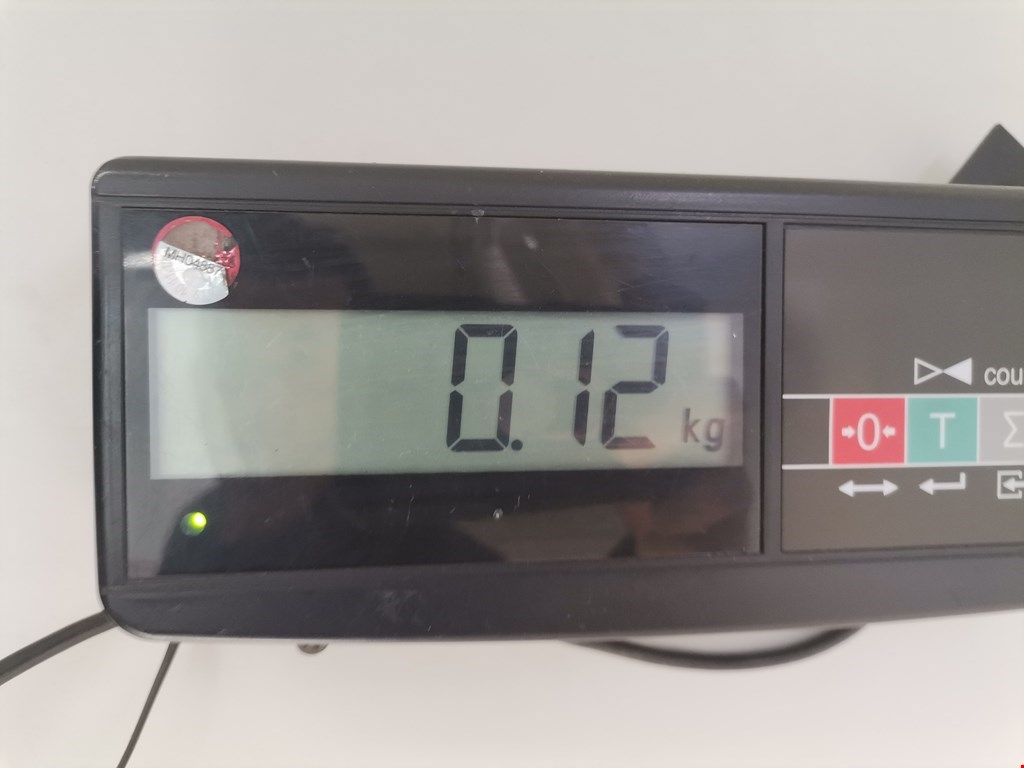 0.12 kg
cou
→0← T Σ